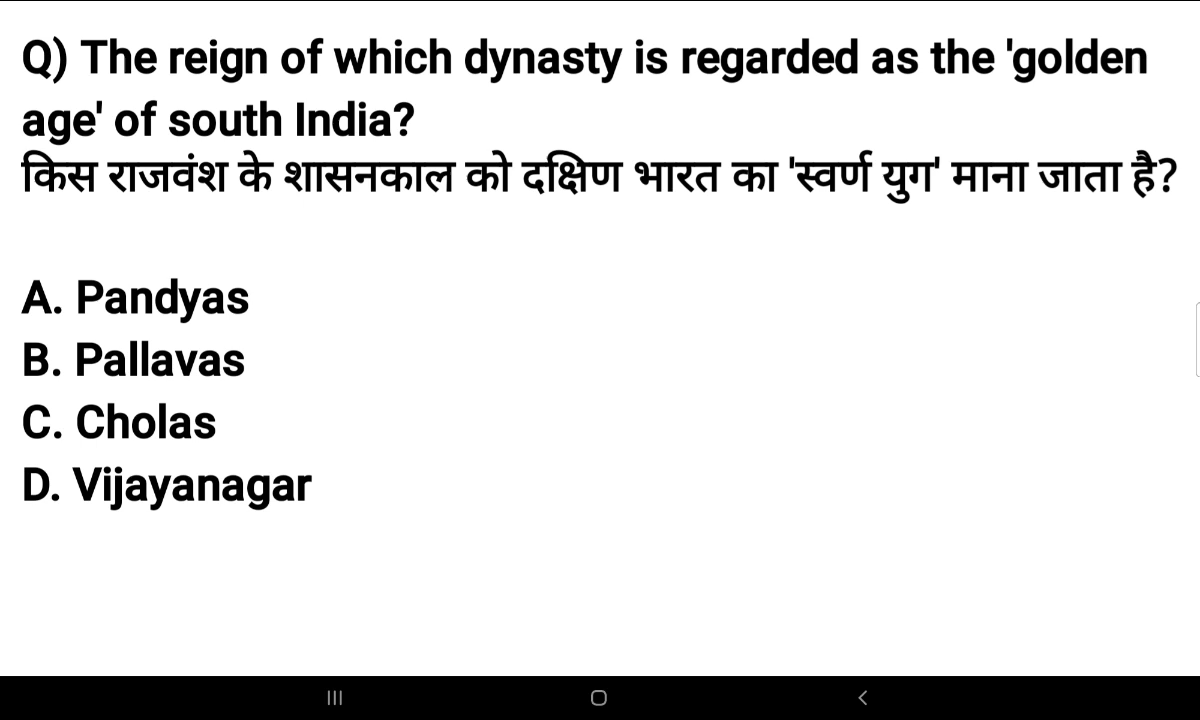 Q) The reign of which dynasty is regarded as the 'golden
age' of south India?
किस राजवंश के शासनकाल को दक्षिण भारत का 'स्वर्ण युग' माना जाता है?
A. Pandyas
B. Pallavas
C. Cholas
D. Vijayanagar